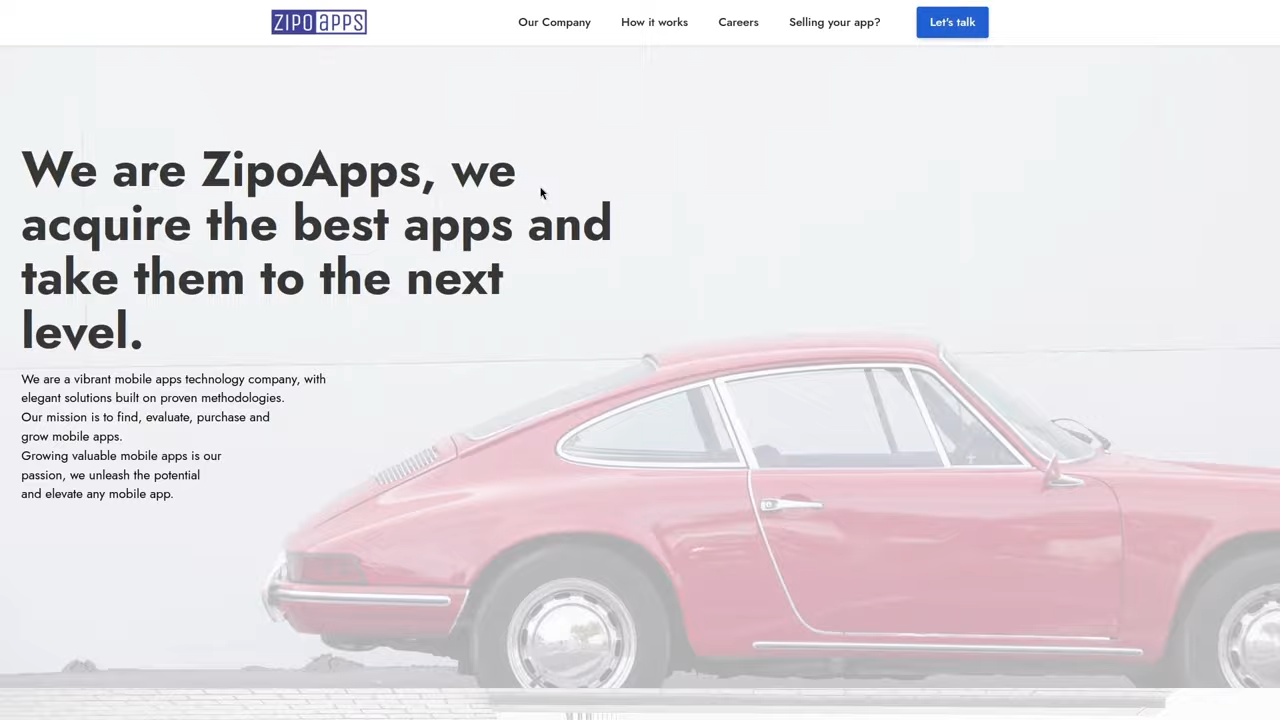 ZIPO APPS
Our Company How it works Careers Selling your app? Let's talk
We are ZipoApps, we
acquire the best apps and
take them to the next
level.
We are a vibrant mobile apps technology company, with
elegant solutions built on proven methodologies.
Our mission is to find, evaluate, purchase and
grow mobile apps.
Growing valuable mobile apps is our
passion, we unleash the potential
and elevate any mobile app.